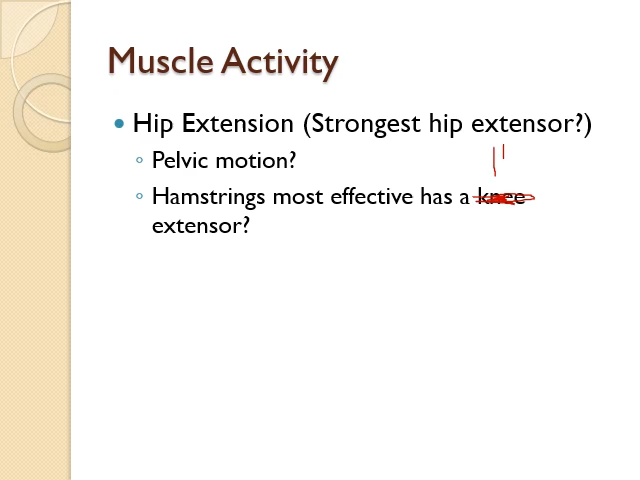 Muscle Activity
Hip Extension (Strongest hip extensor?)
Pelvic motion?
Hamstrings most effective has a knee
extensor?